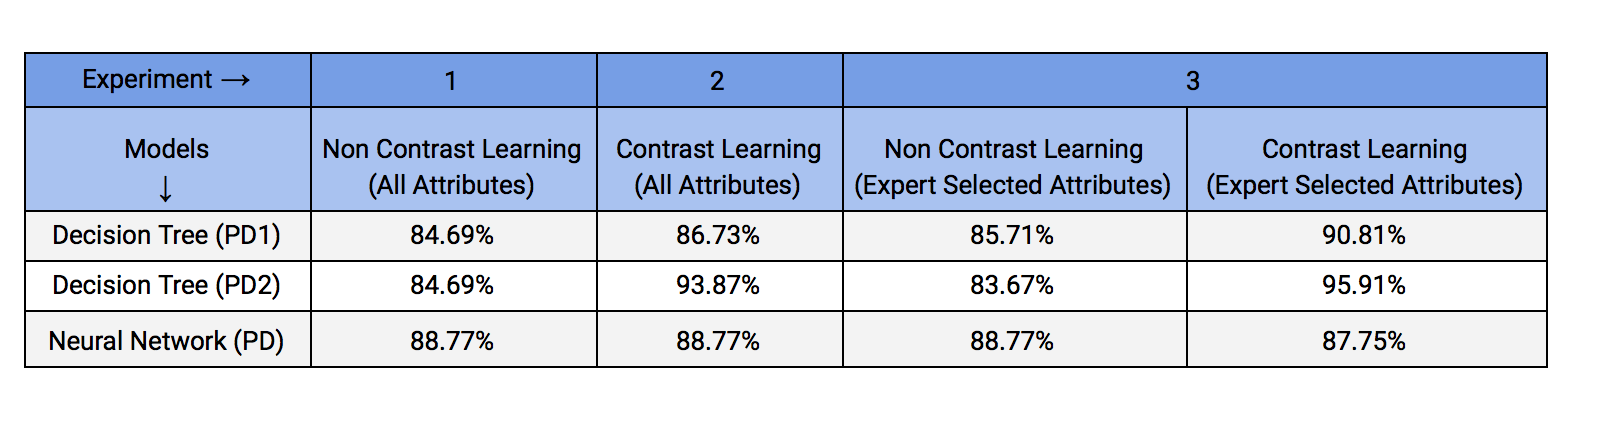 Experiment → 1 2 3
Models ↓
Non Contrast Learning
(All Attributes)
Contrast Learning
(All Attributes)
Non Contrast Learning
(Expert Selected Attributes)
Contrast Learning
(Expert Selected Attributes)
Decision Tree (PD1) 84.69% 86.73% 85.71% 90.81%
Decision Tree (PD2) 84.69% 93.87% 83.67% 95.91%
Neural Network (PD) 88.77% 88.77% 88.77% 87.75%